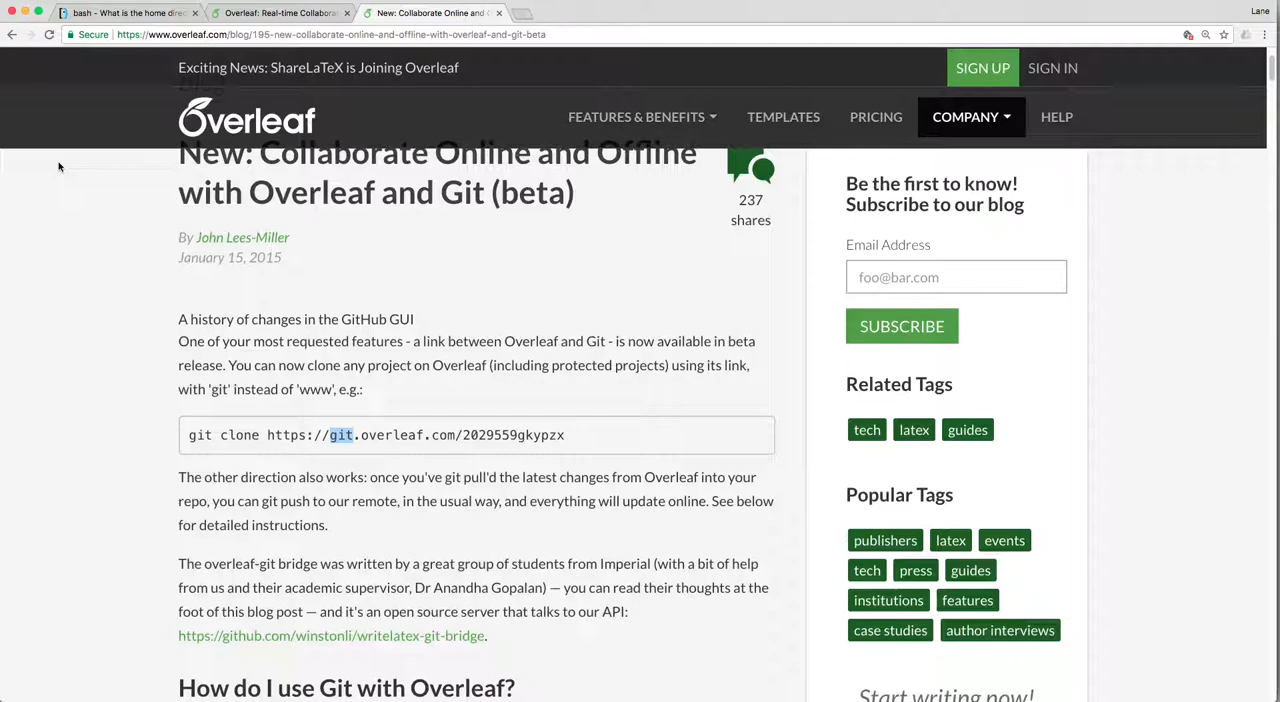 bash - What is the home direc
Overleaf: Real-time Collabora
New: Collaborate Online and O
Lane
Secure
https://www.overleaf.com/blog/195-new-collaborate-online-and-offline-with-overleaf-and-git-beta
Exciting News: ShareLaTeX is Joining Overleaf
SIGN UP
SIGN IN
Blog
Overleaf
FEATURES & BENEFITS
TEMPLATES
PRICING
COMPANY
HELP
New: Collaborate Online and Offline
with Overleaf and Git (beta)
237
shares
By John Lees-Miller
January 15, 2015
A history of changes in the GitHub GUI
One of your most requested features - a link between Overleaf and Git - is now available in beta
release. You can now clone any project on Overleaf (including protected projects) using its link,
with 'git' instead of 'www', e.g.:
git clone https://git.overleaf.com/2029559gkypzx
The other direction also works: once you've git pull'd the latest changes from Overleaf into your
repo, you can git push to our remote, in the usual way, and everything will update online. See below
for detailed instructions.
The overleaf-git bridge was written by a great group of students from Imperial (with a bit of help
from us and their academic supervisor, Dr Anandha Gopalan) — you can read their thoughts at the
foot of this blog post — and it's an open source server that talks to our API:
https://github.com/winstonli/writelatex-git-bridge.
How do I use Git with Overleaf?
Be the first to know!
Subscribe to our blog
Email Address
foo@bar.com
SUBSCRIBE
Related Tags
tech
latex
guides
Popular Tags
publishers
latex
events
tech
press
guides
institutions
features
case studies
author interviews
Start writing now!